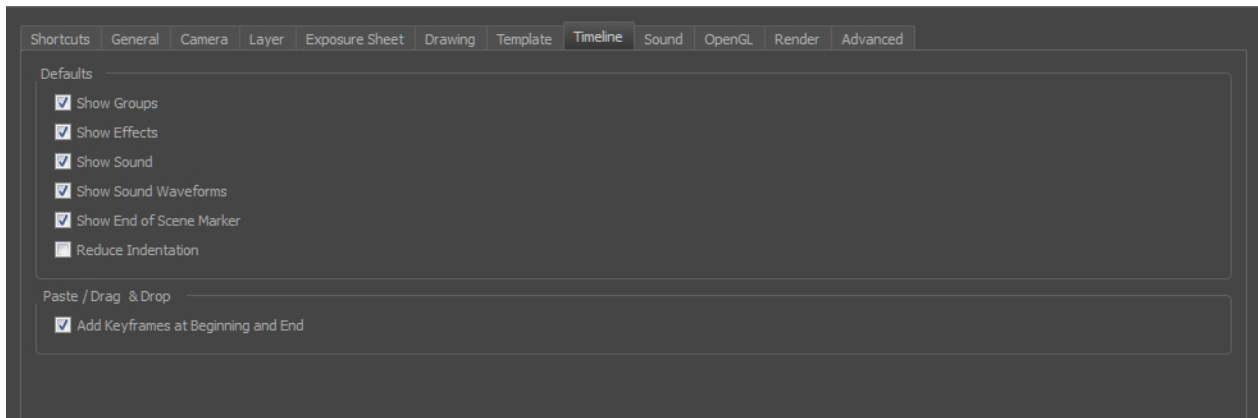 Shortcuts General Camera Layer Exposure Sheet Drawing Template Timeline Sound OpenGL Render Advanced
Defaults
Show Groups
Show Effects
Show Sound
Show Sound Waveforms
Show End of Scene Marker
Reduce Indentation
Paste / Drag & Drop
Add Keyframes at Beginning and End